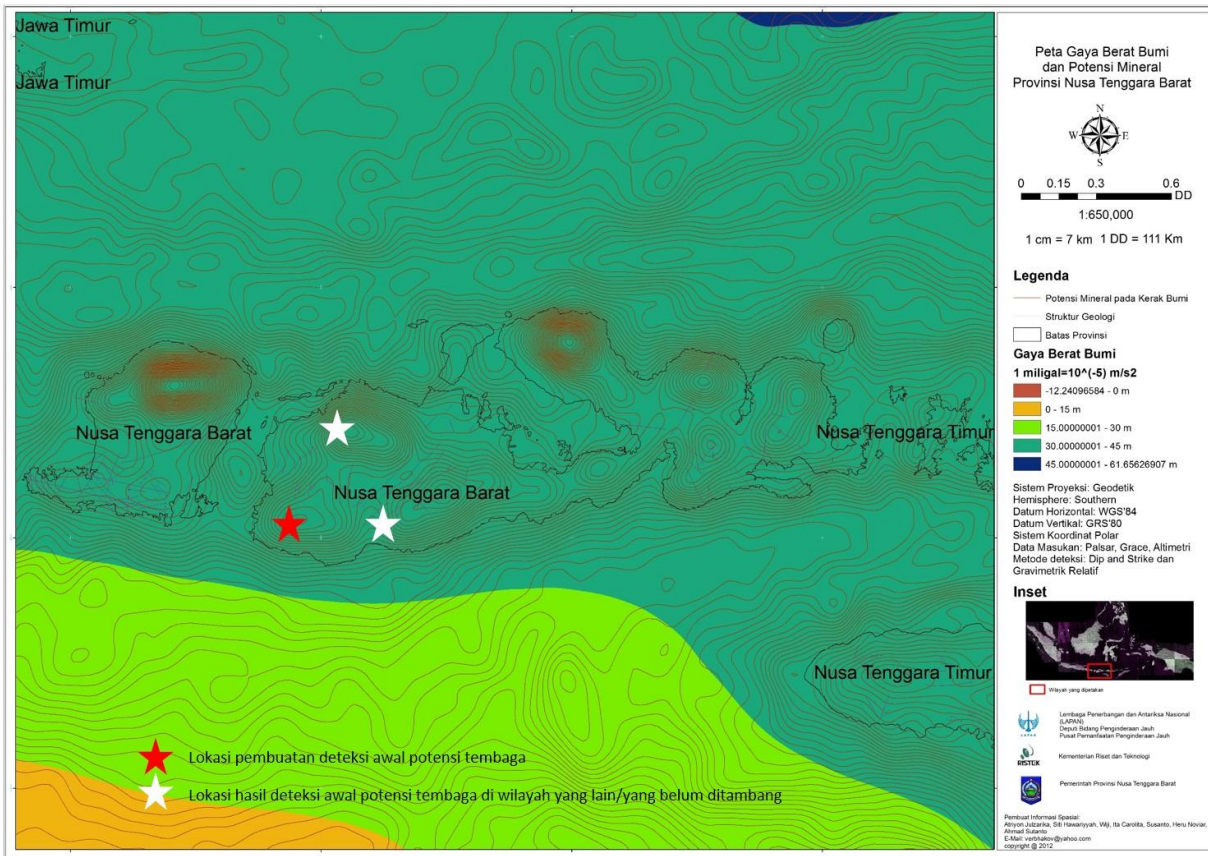 Jawa Timur
Jawa Timur
Nusa Tenggara Barat
Nusa Tenggara Timur
Nusa Tenggara Barat
Nusa Tenggara Timur
Lokasi pembuatan deteksi awal potensi tembaga
Lokasi hasil deteksi awal potensi tembaga di wilayah yang lain/yang belum ditambang
Peta Gaya Berat Bumi
dan Potensi Mineral
Provinsi Nusa Tenggara Barat
N
W E
S
0 0.15 0.3 0.6
DD
1:650,000
1 cm = 7 km 1 DD = 111 Km
Legenda
Potensi Mineral pada Kerak Bumi
Struktur Geologi
Batas Provinsi
Gaya Berat Bumi
1 miligal=10^(-5) m/s2
-12.24096584 - 0 m
0 - 15 m
15.00000001 - 30 m
30.00000001 - 45 m
45.00000001 - 61.65626907 m
Sistem Proyeksi: Geodetik
Hemisphere: Southern
Datum Horizontal: WGS'84
Datum Vertikal: GRS'80
Sistem Koordinat Polar
Data Masukan: Palsar, Grace, Altimetri
Metode deteksi: Dip and Strike dan
Gravimetrik Relatif
Inset
Wilayah yang dipetakan
LAPAN
Lembaga Penerbangan dan Antariksa Nasional
(LAPAN)
Deputi Bidang Penginderaan Jauh
Pusat Pemanfaatan Penginderaan Jauh
RISTEK
Kementerian Riset dan Teknologi
Pemerintah Provinsi Nusa Tenggara Barat
Pembuat Informasi Spasial:
Atriyon Julzarika, Siti Hawariyyah, Wiji, Ita Carolita, Susanto, Heru Noviar,
Ahmad Sutanto
E-Mail: verbhakov@yahoo.com
copyright @ 2012